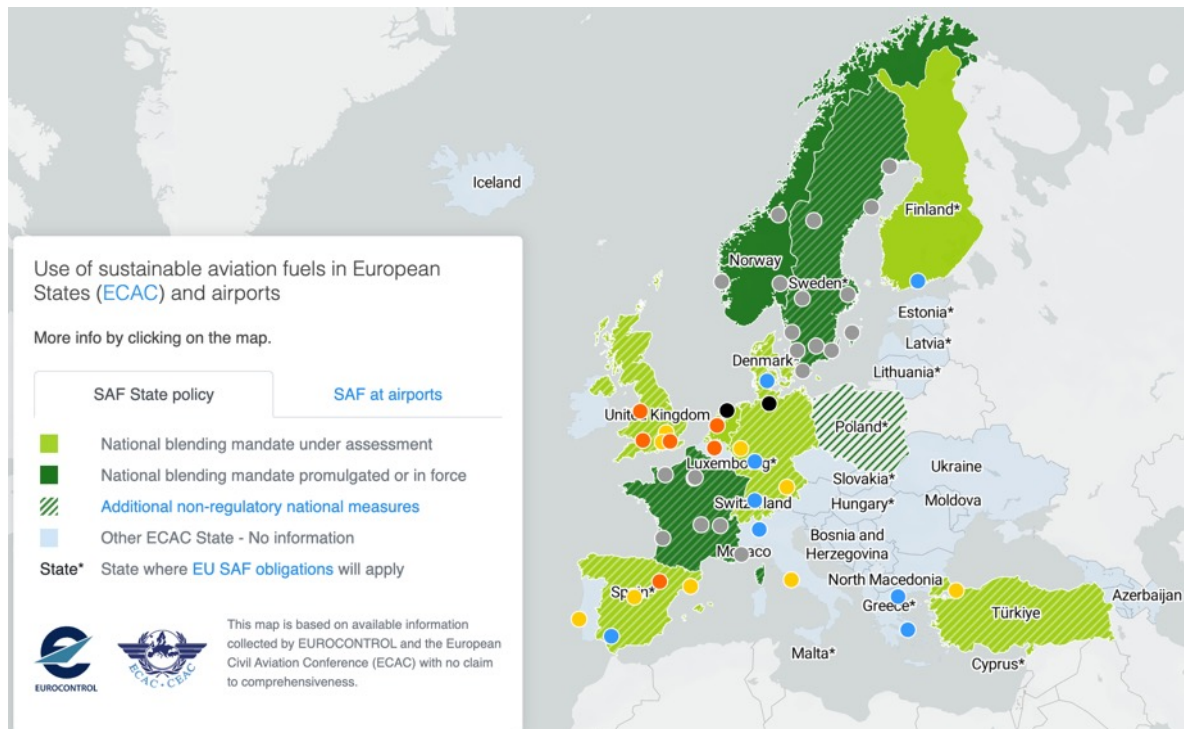 Iceland
Finland*
Norway
Sweden*
Estonia*
Latvia*
Lithuania*
Denmark
United Kingdom
Poland*
Luxembourg*
Ukraine
Slovakia*
Switzerland
Hungary*
Moldova
Bosnia and
Herzegovina
Monaco
North Macedonia
Spain*
Greece*
Türkiye
Azerbaijan
Malta*
Cyprus*
Use of sustainable aviation fuels in European
States (ECAC) and airports
More info by clicking on the map.
SAF State policy
SAF at airports
National blending mandate under assessment
National blending mandate promulgated or in force
Additional non-regulatory national measures
Other ECAC State - No information
State* State where EU SAF obligations will apply
EUROCONTROL
ECAC • CEAC
This map is based on available information
collected by EUROCONTROL and the European
Civil Aviation Conference (ECAC) with no claim
to comprehensiveness.